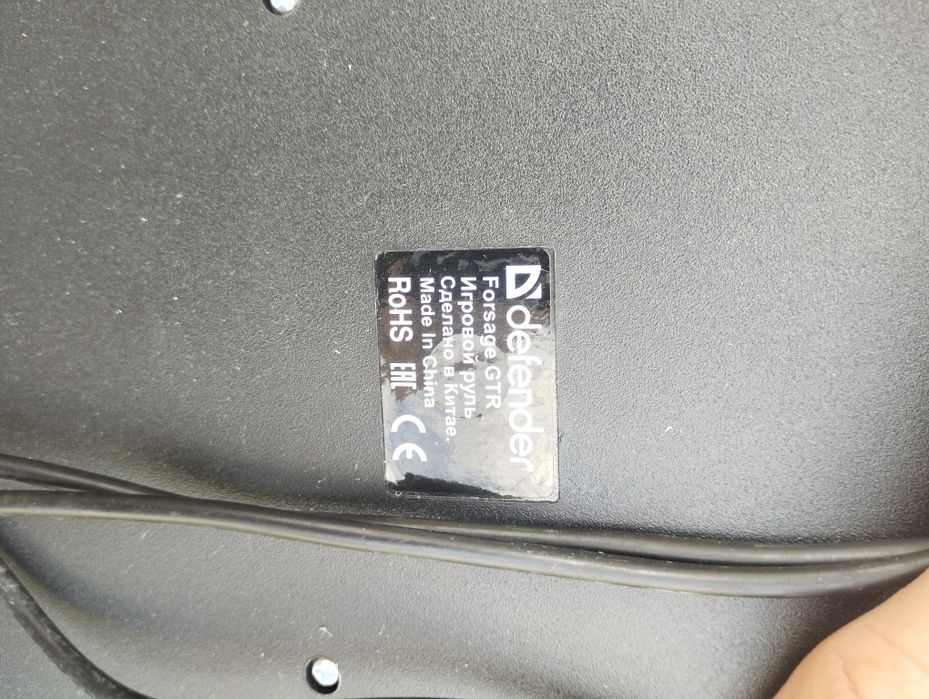 defender
Forsage GTR
Игровой руль
Сделано в Китае.
Made In China
RoHS EAC CE